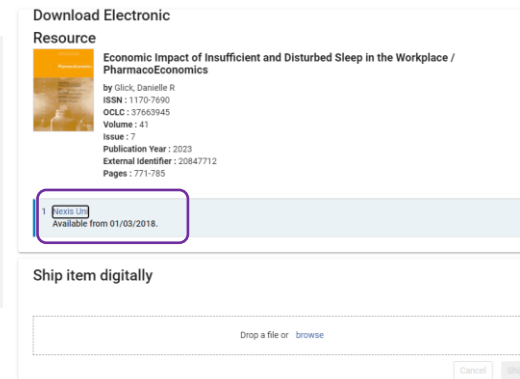 Download Electronic
Resource
Economic Impact of Insufficient and Disturbed Sleep in the Workplace /
PharmacoEconomics
by Glick, Danielle R
ISSN : 1170-7690
OCLC : 37663945
Volume : 41
Issue : 7
Publication Year : 2023
External Identifier : 20847712
Pages : 771-785
1 Nexis Uni
Available from 01/03/2018.
Ship item digitally
Drop a file or browse
Cancel